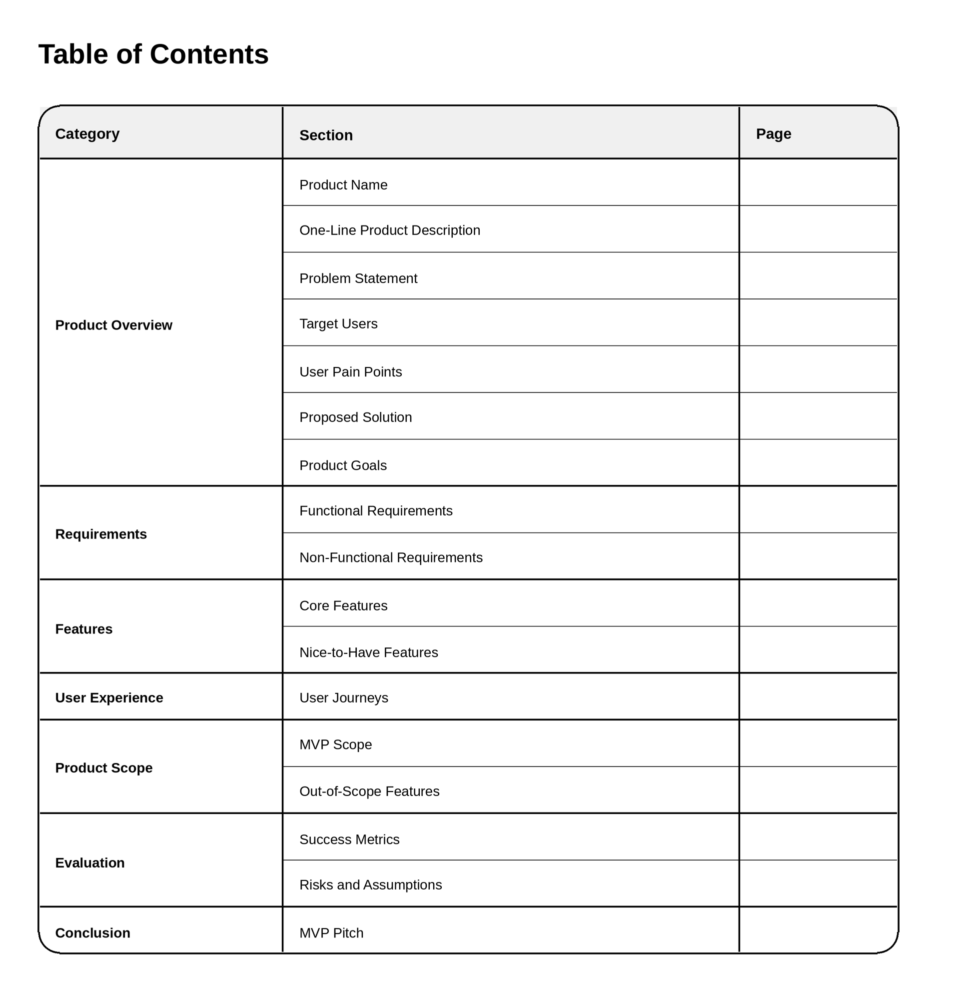 Table of Contents
Category Section Page
Product Name
One-Line Product Description
Problem Statement
Product Overview Target Users
User Pain Points
Proposed Solution
Product Goals
Functional Requirements
Requirements
Non-Functional Requirements
Core Features
Features
Nice-to-Have Features
User Experience User Journeys
MVP Scope
Product Scope
Out-of-Scope Features
Success Metrics
Evaluation
Risks and Assumptions
Conclusion MVP Pitch